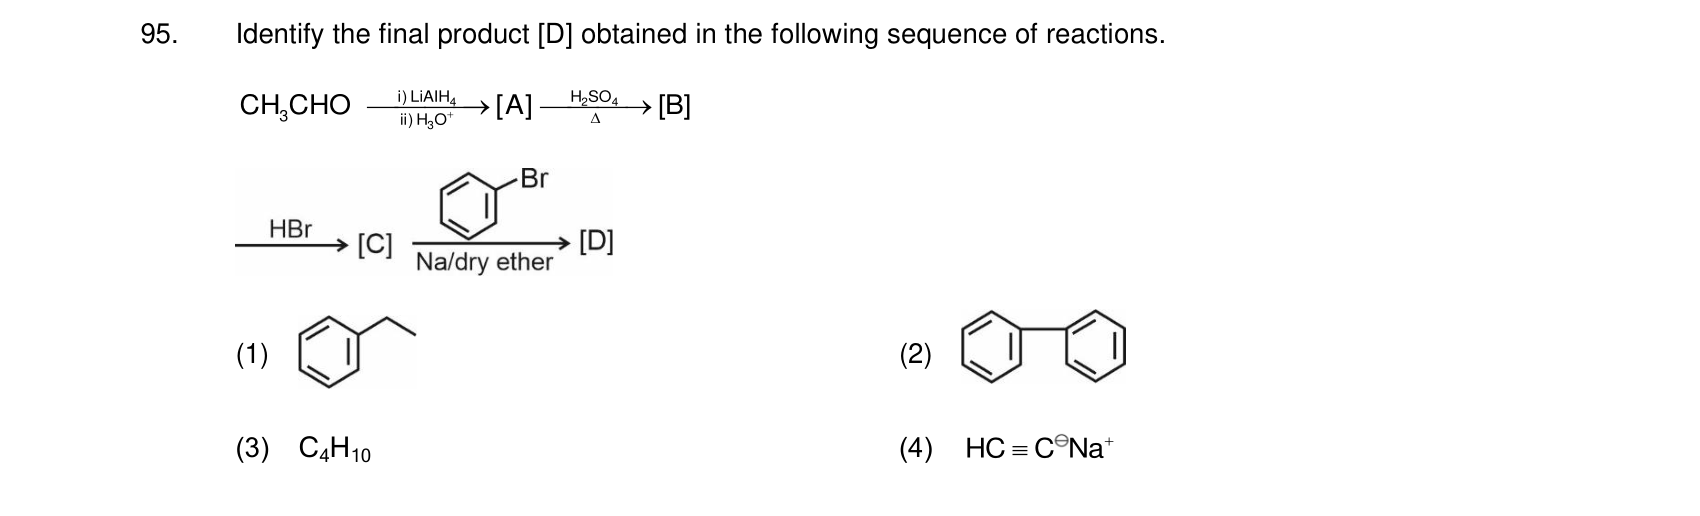 95. Identify the final product [D] obtained in the following sequence of reactions.
CH₃CHO i) LiAlH₄ ii) H₃O⁺ → [A] H₂SO₄ Δ → [B]
Br
HBr → [C] Na/dry ether → [D]
(1) (2)
(3) C₄H₁₀ (4) HC ≡ C⊖Na⁺